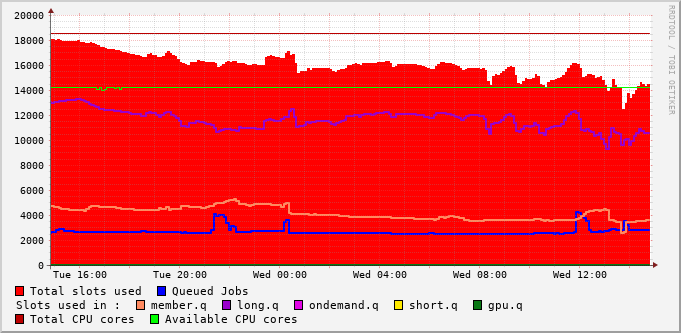 20000
18000
16000
14000
12000
10000
8000
6000
4000
2000
0
Tue 16:00 Tue 20:00 Wed 00:00 Wed 04:00 Wed 08:00 Wed 12:00
RRDTOOL / TOBI OETIKER
Total slots used Queued Jobs
Slots used in : member.q long.q ondemand.q short.q gpu.q
Total CPU cores Available CPU cores